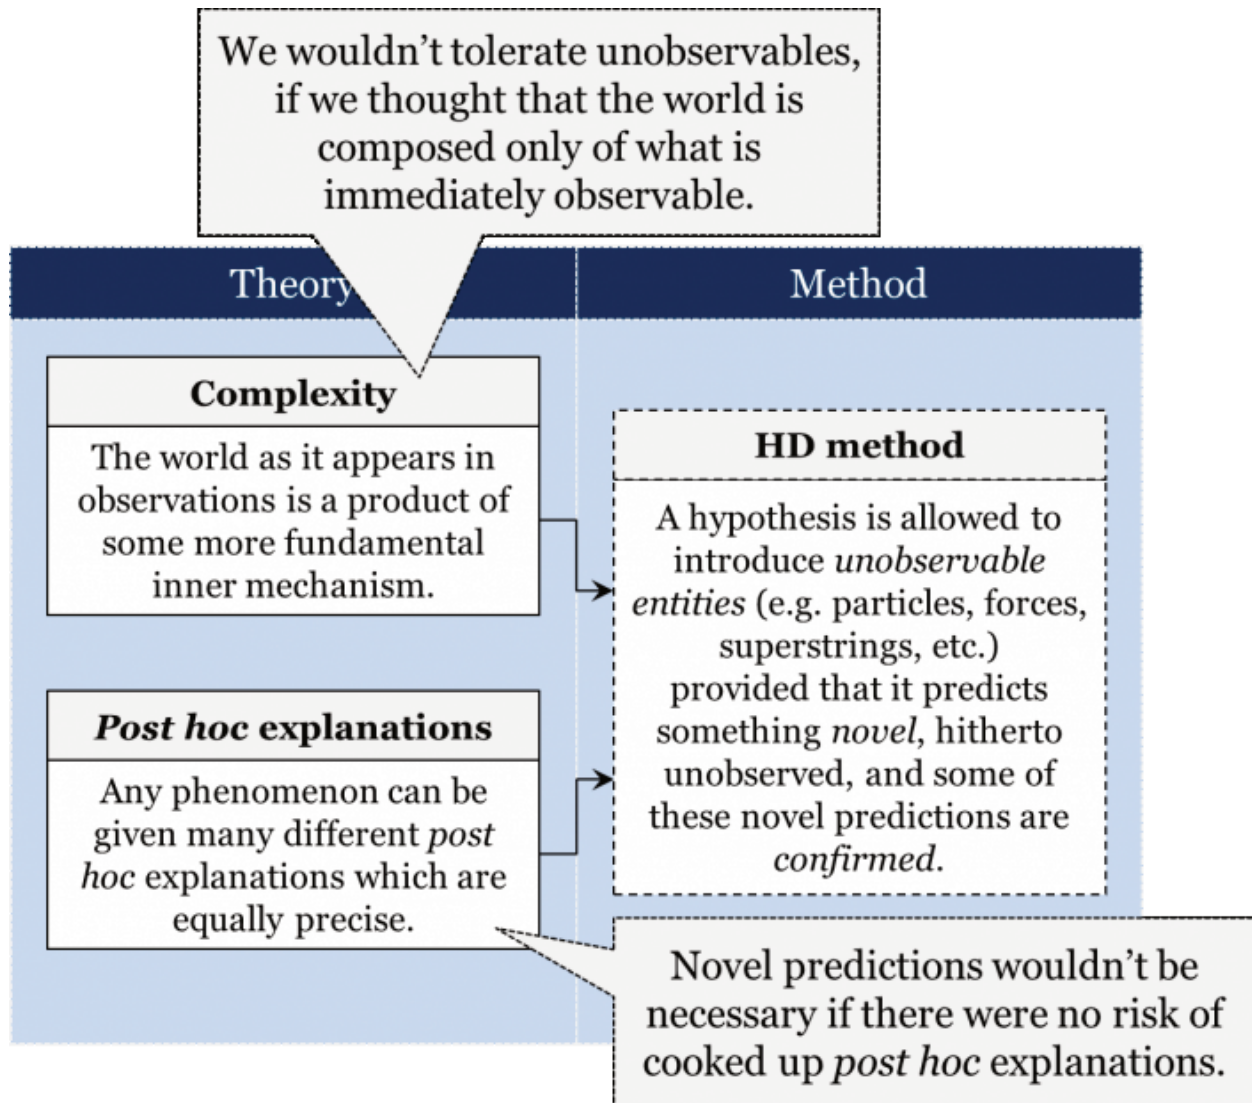 We wouldn’t tolerate unobservables,
if we thought that the world is
composed only of what is
immediately observable.
Theory
Method
Complexity
The world as it appears in
observations is a product of
some more fundamental
inner mechanism.
Post hoc explanations
Any phenomenon can be
given many different post
hoc explanations which are
equally precise.
HD method
A hypothesis is allowed to
introduce unobservable
entities (e.g. particles, forces,
superstrings, etc.)
provided that it predicts
something novel, hitherto
unobserved, and some of
these novel predictions are
confirmed.
Novel predictions wouldn’t be
necessary if there were no risk of
cooked up post hoc explanations.